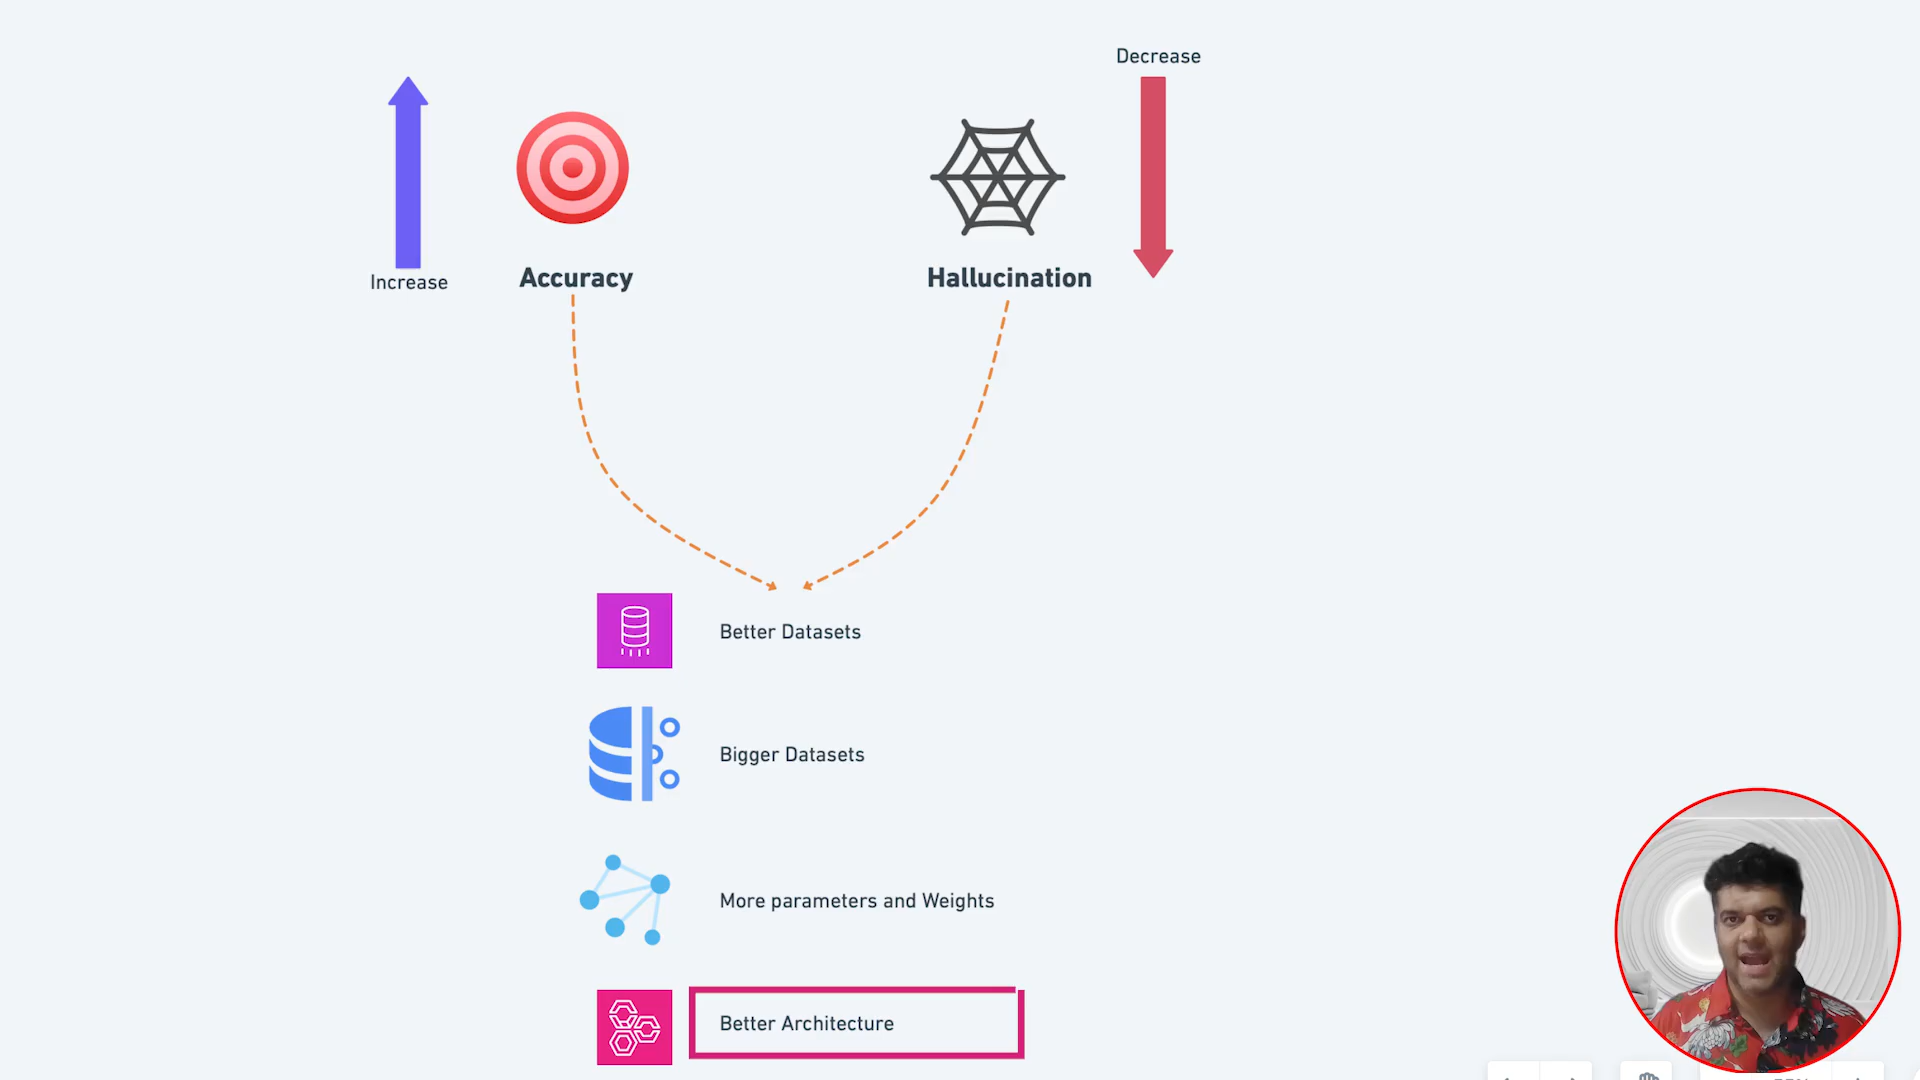 Decrease
Increase
Accuracy
Hallucination
Better Datasets
Bigger Datasets
More parameters and Weights
Better Architecture